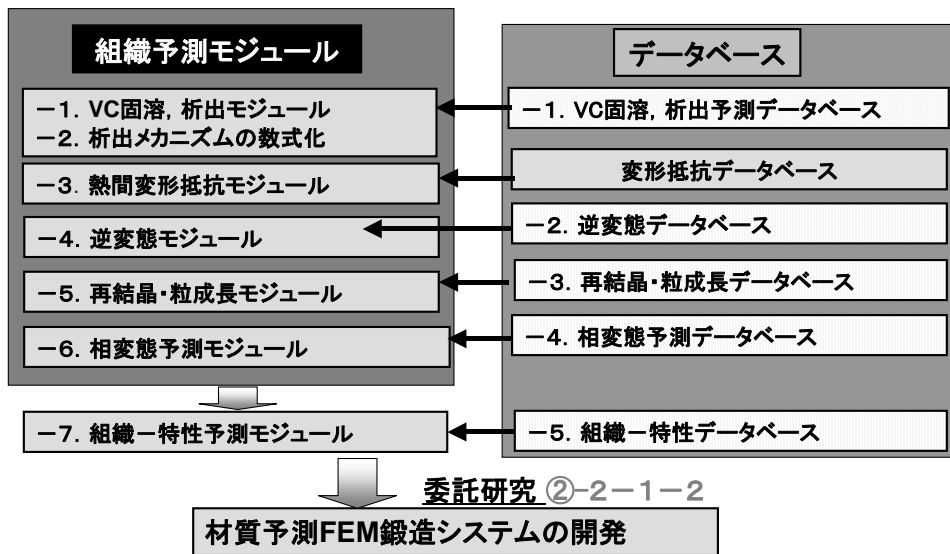 組織予測モジュール
－1．VC固溶，析出モジュール
－2．析出メカニズムの数式化
－3．熱間変形抵抗モジュール
－4．逆変態モジュール
－5．再結晶・粒成長モジュール
－6．相変態予測モジュール
－7．組織－特性予測モジュール
データベース
－1．VC固溶，析出予測データベース
変形抵抗データベース
－2．逆変態データベース
－3．再結晶・粒成長データベース
－4．相変態予測データベース
－5．組織－特性データベース
委託研究 ②-2－1－2
材質予測FEM鍛造システムの開発